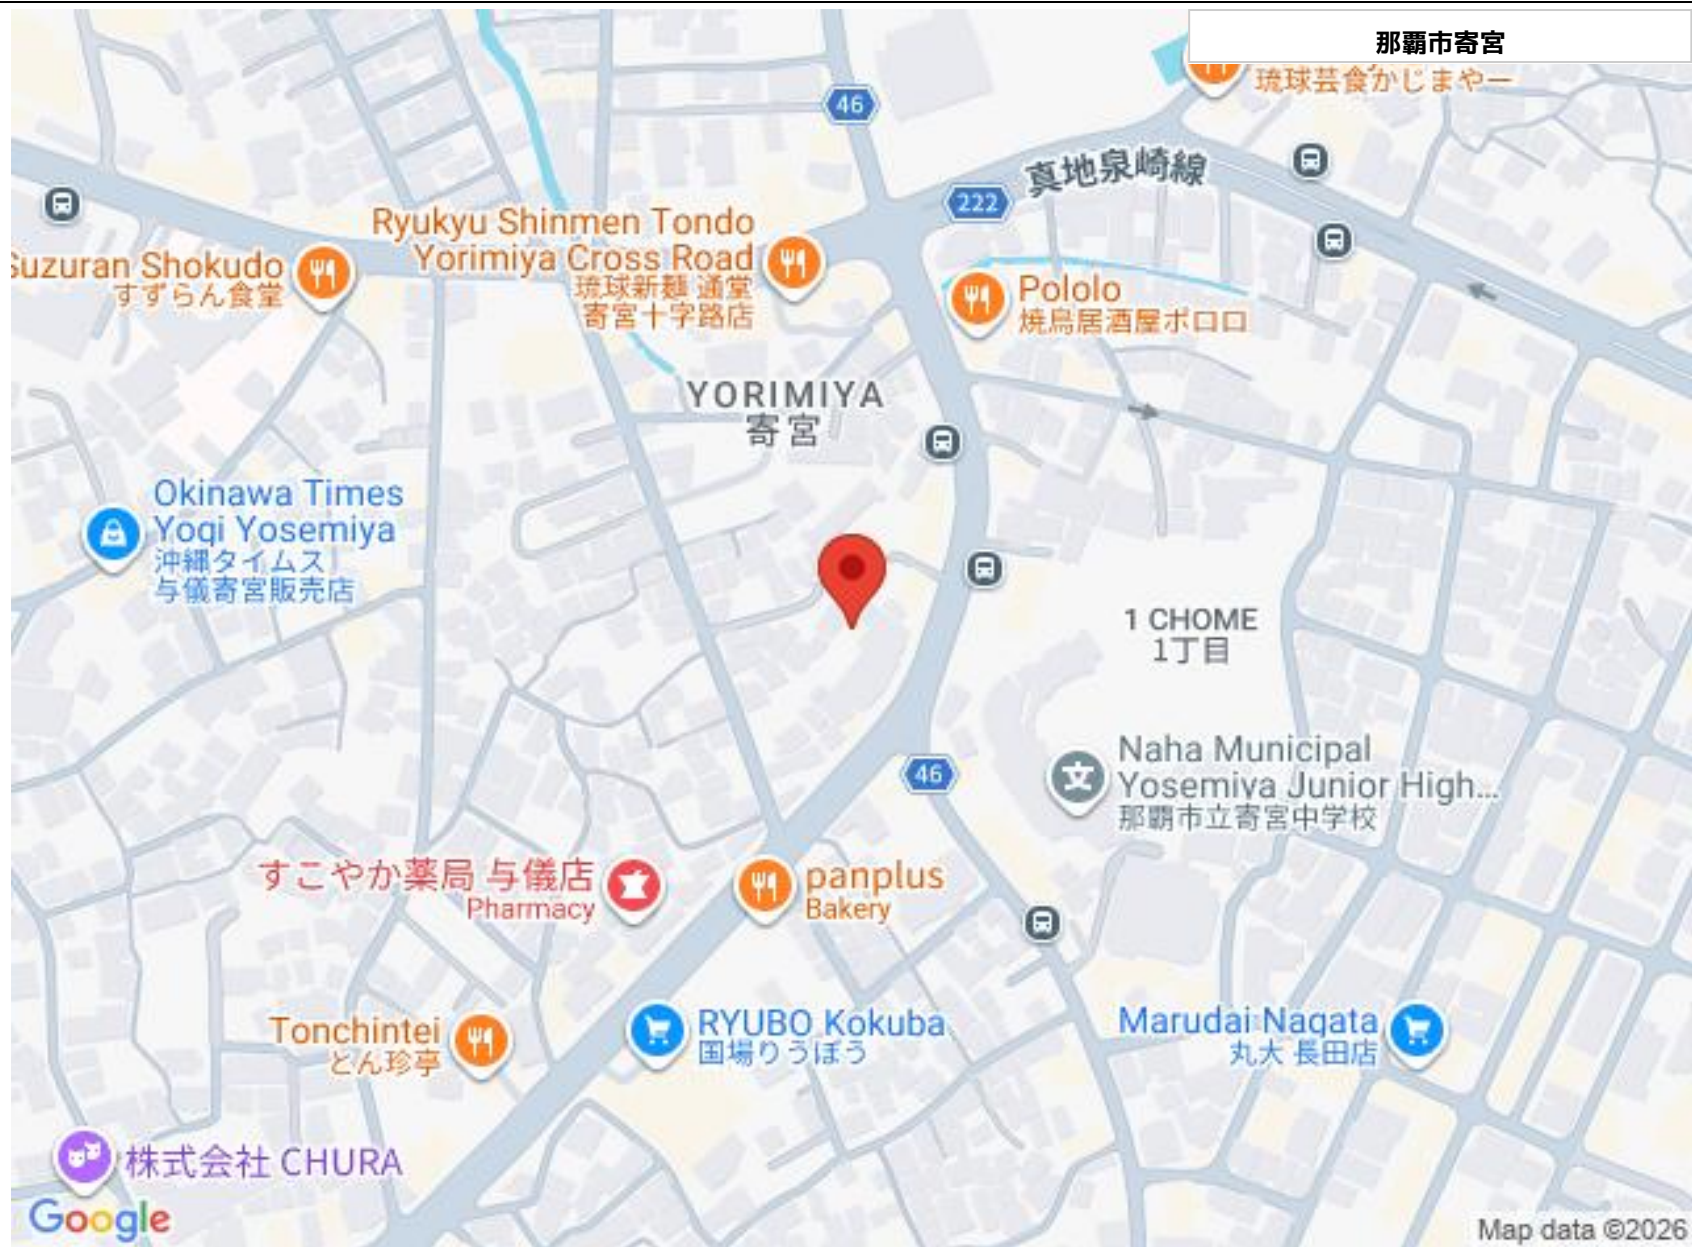 那覇市寄宮
琉球芸食かじまやー
46
真地泉崎線
222
Ryukyu Shinmen Tondo
Yorimiya Cross Road
琉球新麺 通堂
寄宮十字路店
Suzuran Shokudo
すずらん食堂
Pololo
焼鳥居酒屋ポロロ
YORIMIYA
寄宮
Okinawa Times
Yogi Yosemiya
沖縄タイムス
与儀寄宮販売店
1 CHOME
1丁目
Naha Municipal
Yosemiya Junior High...
那覇市立寄宮中学校
文
46
すこやか薬局 与儀店
Pharmacy
panplus
Bakery
Tonchintei
とん珍亭
RYUBO Kokuba
国場りうぼう
Marudai Nagata
丸大 長田店
株式会社 CHURA
Google
Map data ©2026